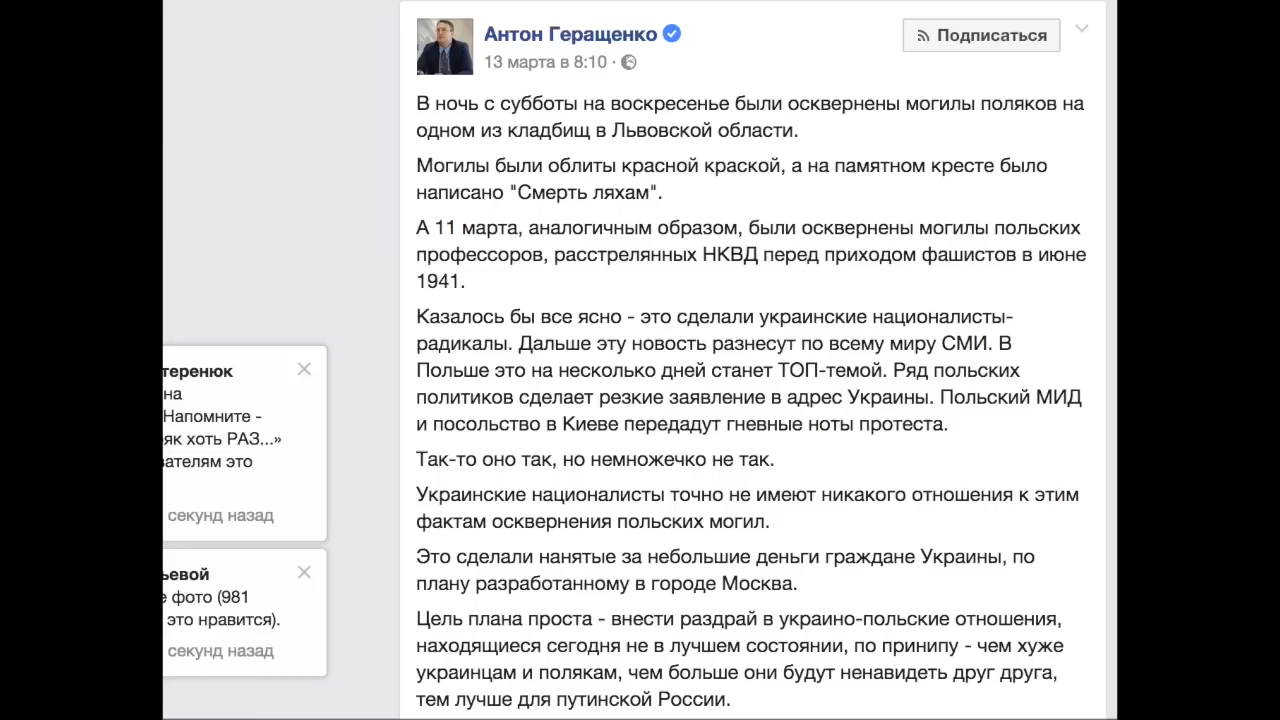 Антон Геращенко
Подписаться
13 марта в 8:10 ·
В ночь с субботы на воскресенье были осквернены могилы поляков на
одном из кладбищ в Львовской области.
Могилы были облиты красной краской, а на памятном кресте было
написано "Смерть ляхам".
А 11 марта, аналогичным образом, были осквернены могилы польских
профессоров, расстрелянных НКВД перед приходом фашистов в июне
1941.
Казалось бы все ясно - это сделали украинские националисты-
радикалы. Дальше эту новость разнесут по всему миру СМИ. В
Польше это на несколько дней станет ТОП-темой. Ряд польских
политиков сделает резкие заявление в адрес Украины. Польский МИД
и посольство в Киеве передадут гневные ноты протеста.
Так-то оно так, но немножечко не так.
Украинские националисты точно не имеют никакого отношения к этим
фактам осквернения польских могил.
Это сделали нанятые за небольшие деньги граждане Украины, по
плану разработанному в городе Москва.
Цель плана проста - внести раздрай в украино-польские отношения,
находящиеся сегодня не в лучшем состоянии, по принипу - чем хуже
украинцам и полякам, чем больше они будут ненавидеть друг друга,
тем лучше для путинской России.
теренюк
на
Напомните -
як хоть РАЗ...»
вателям это
секунд назад
ьевой
е фото (981
это нравится).
секунд назад